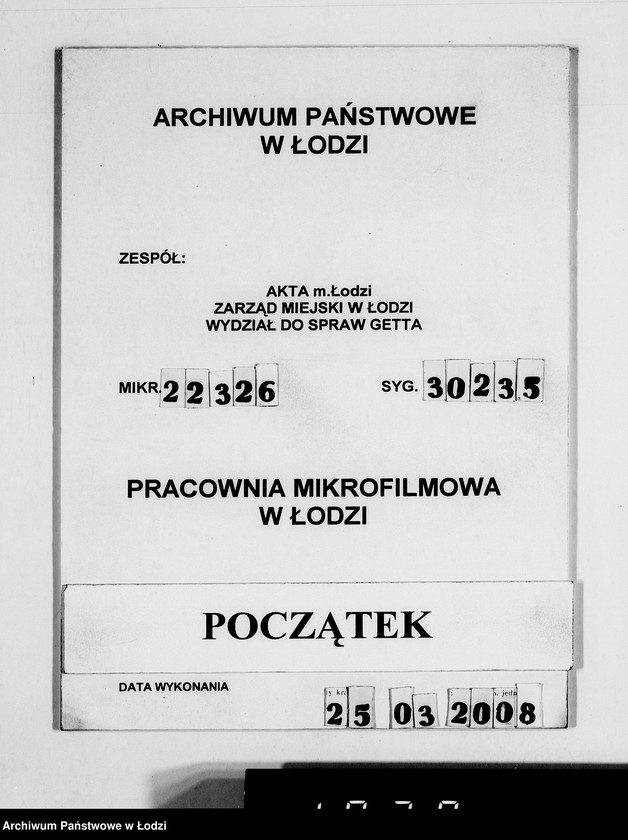 ARCHIWUM PAŃSTWOWE
W ŁODZI
ZESPÓŁ:
AKTA m.Łodzi
ZARZĄD MIEJSKI W ŁODZI
WYDZIAŁ DO SPRAW GETTA
MIKR. 22326 SYG. 30235
PRACOWNIA MIKROFILMOWA
W ŁODZI
POCZĄTEK
DATA WYKONANIA 25 03 2008
Archiwum Państwowe w Łodzi